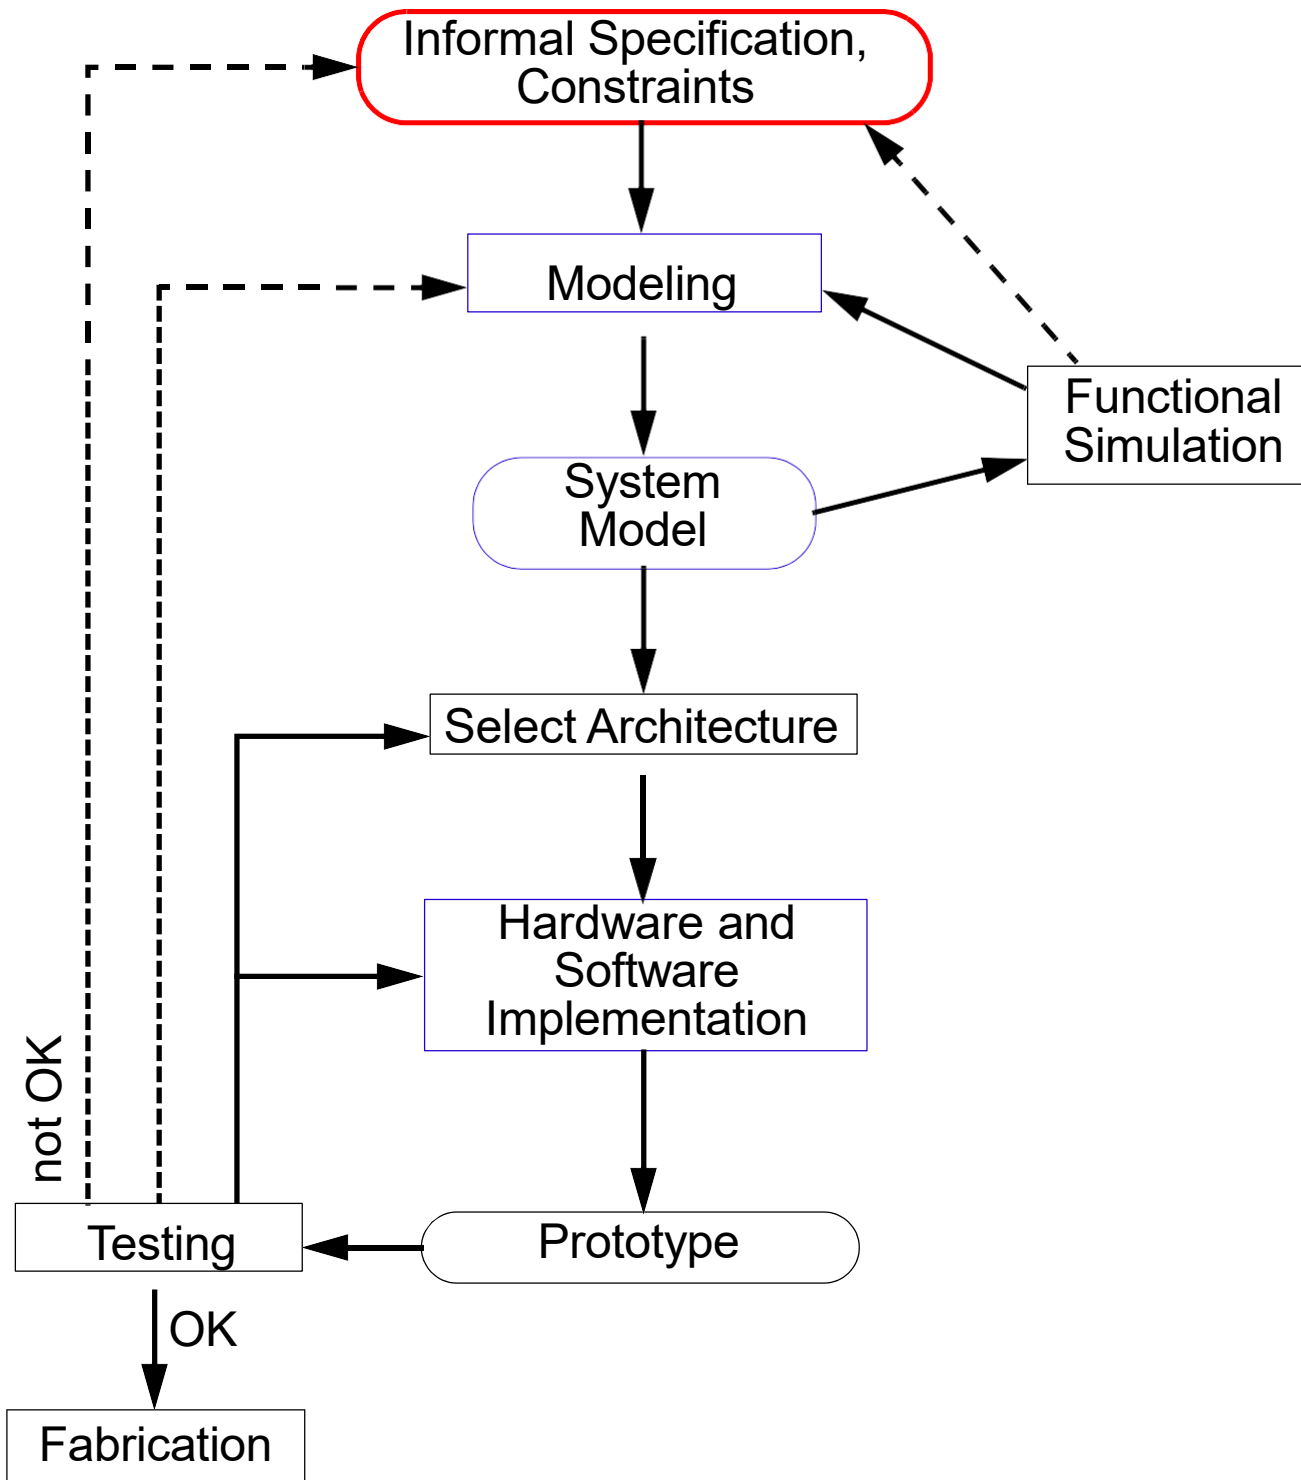 Informal Specification,
Constraints
Modeling
Functional
Simulation
System
Model
Select Architecture
Hardware and
Software
Implementation
not OK
Testing
Prototype
OK
Fabrication